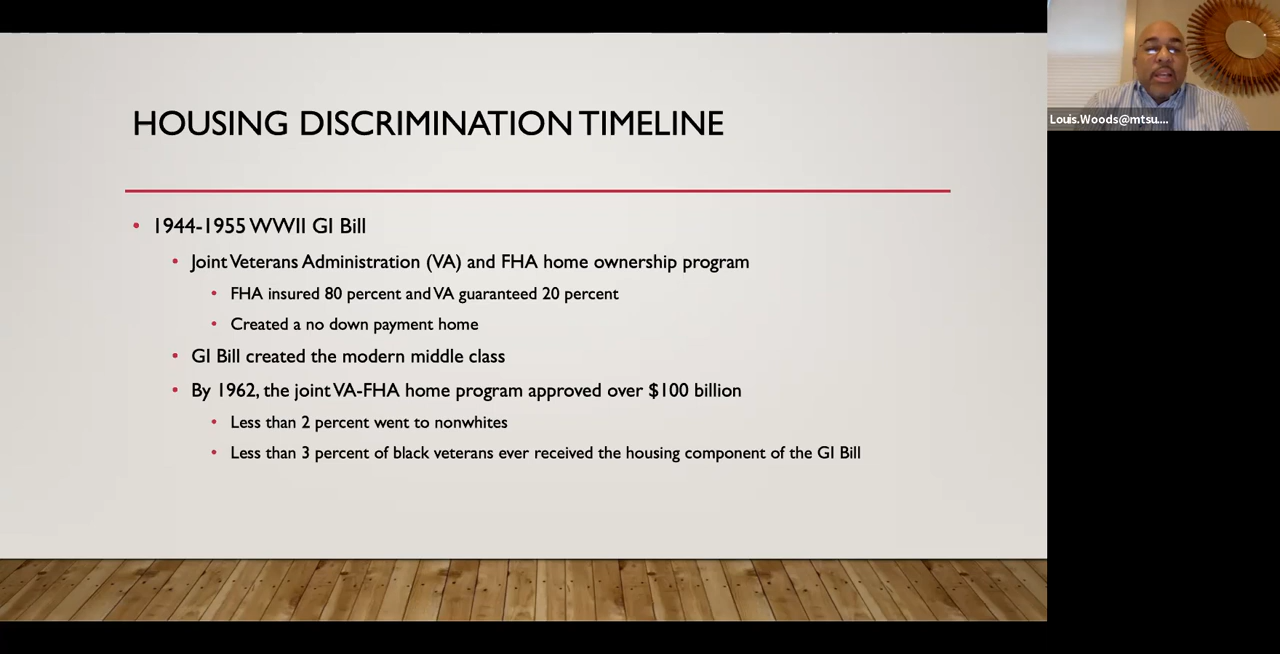 HOUSING DISCRIMINATION TIMELINE
• 1944-1955 WWII GI Bill
• Joint Veterans Administration (VA) and FHA home ownership program
• FHA insured 80 percent and VA guaranteed 20 percent
• Created a no down payment home
• GI Bill created the modern middle class
• By 1962, the joint VA-FHA home program approved over $100 billion
• Less than 2 percent went to nonwhites
• Less than 3 percent of black veterans ever received the housing component of the GI Bill
Louis.Woods@mtsu....